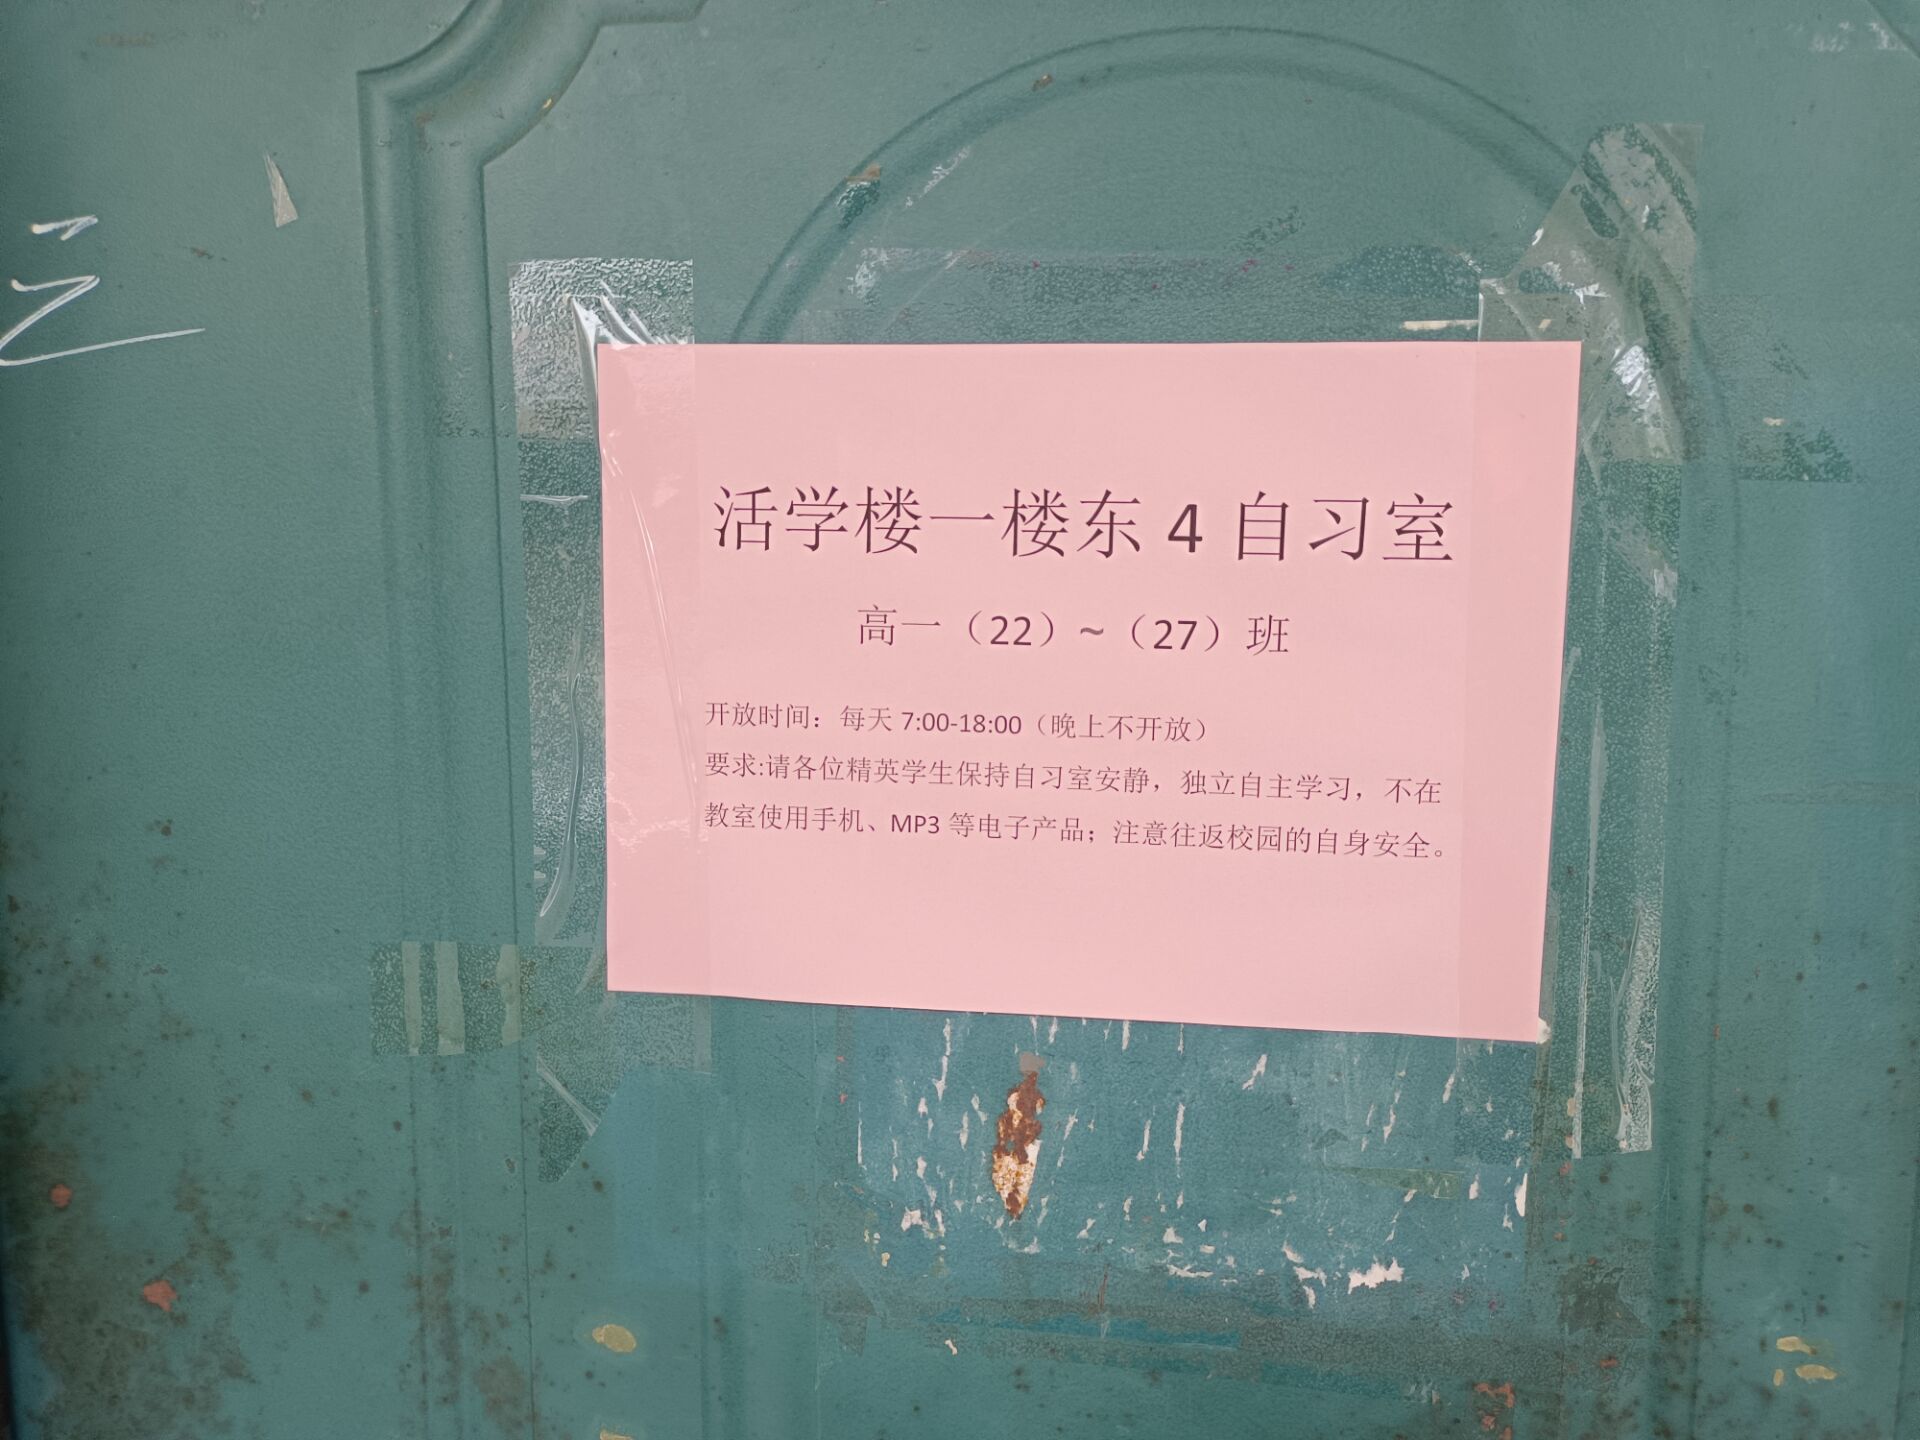 活学楼一楼东 4 自习室
高一（22）~（27）班
开放时间：每天 7:00-18:00（晚上不开放）
要求:请各位精英学生保持自习室安静，独立自主学习，不在
教室使用手机、MP3 等电子产品；注意往返校园的自身安全。